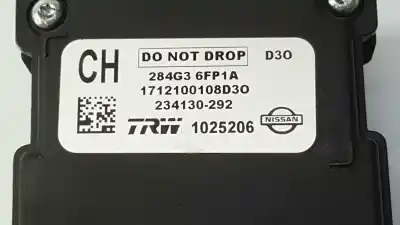 CH DO NOT DROP D3O
284G3 6FP1A
1712100108D3O
234130-292
TRW 1025206 NISSAN